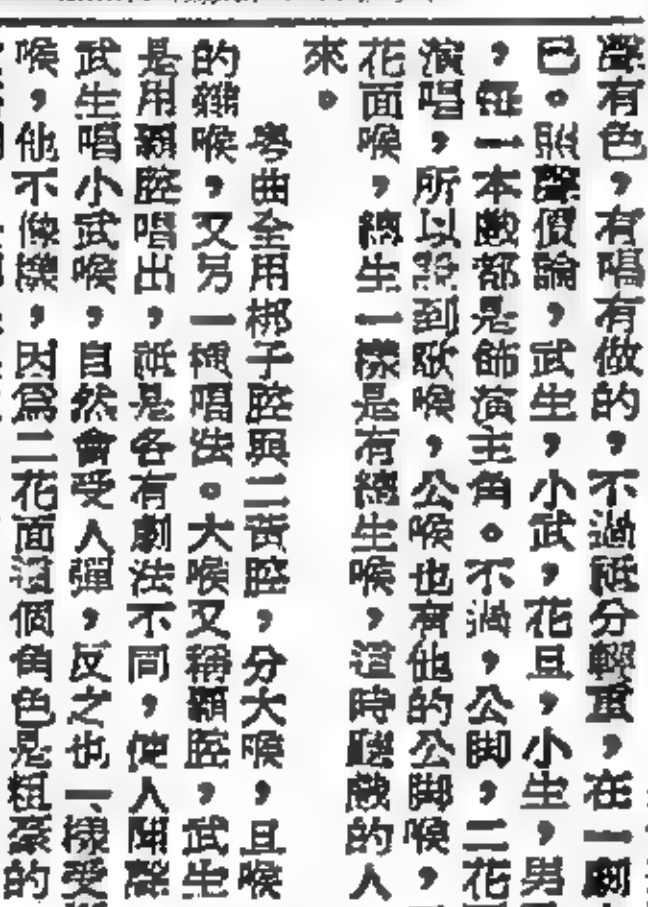 聲有色，有唱有做的，不過祗分輕重，在一劇
已。照聲價論，武生，小武，花旦，小生，男
，每一本戲都是飾演主角。不過，公脚，二花
演唱，所以說到歌喉，公喉也有他的公脚喉，
花面喉，總生一樣是有總生喉，這時聽戲的人
來。
粤曲全用梆子腔與二黃腔，分大喉，且喉
的雜喉，又另一種唱法。大喉又稱霸腔，武生
是用霸腔唱出，祗是各有劇法不同，使人聞聲
武生唱小武喉，自然會受人彈，反之也一樣受
喉，他不像樣，因爲二花面這個角色是粗豪的